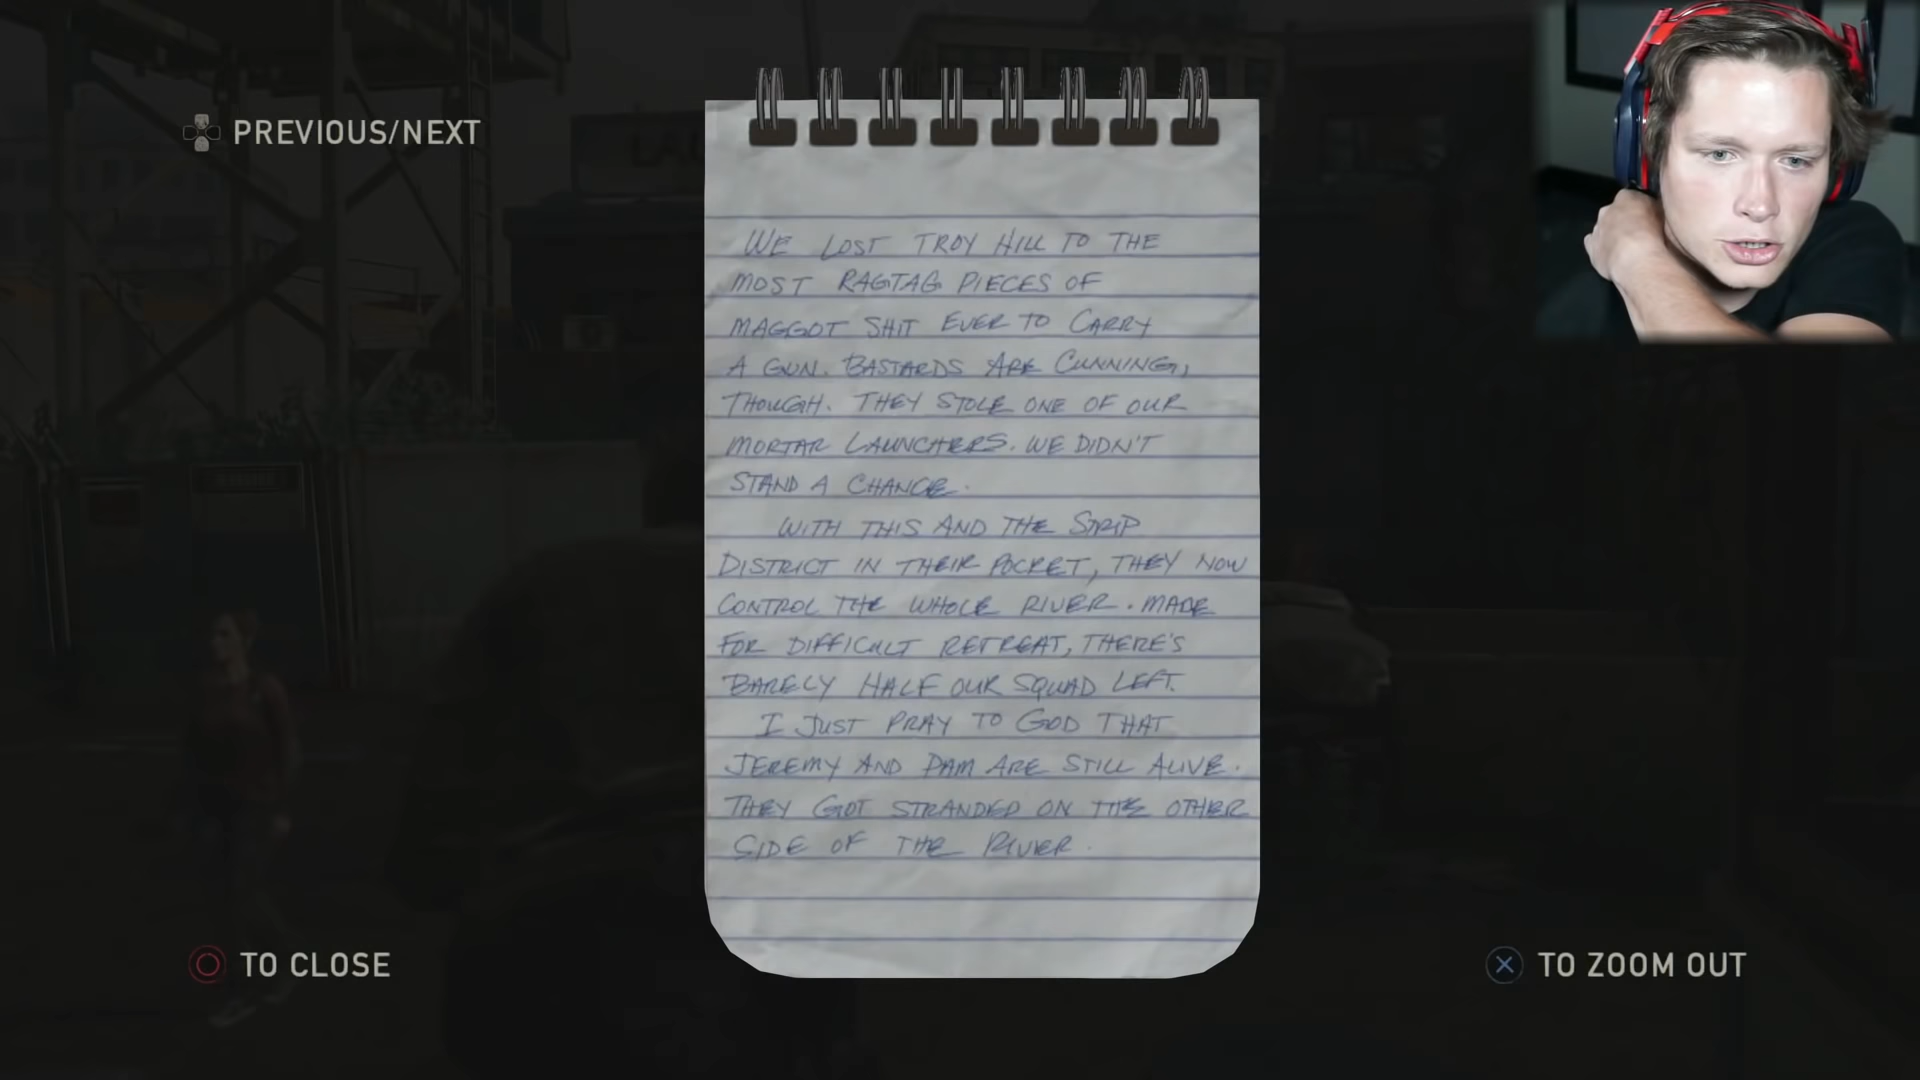 PREVIOUS/NEXT
WE LOST TROY HILL TO THE
MOST RAGTAG PIECES OF
MAGGOT SHIT EVER TO CARRY
A GUN. BASTARDS ARE CUNNING,
THOUGH. THEY STOLE ONE OF OUR
MORTAR LAUNCHERS. WE DIDN'T
STAND A CHANCE.
WITH THIS AND THE STRIP
DISTRICT IN THEIR POCKET, THEY NOW
CONTROL THE WHOLE RIVER. MADE
FOR DIFFICULT RETREAT, THERE'S
BARELY HALF OUR SQUAD LEFT.
I JUST PRAY TO GOD THAT
JEREMY AND PAM ARE STILL ALIVE.
THEY GOT STRANDED ON THE OTHER
SIDE OF THE RIVER.
TO CLOSE
TO ZOOM OUT